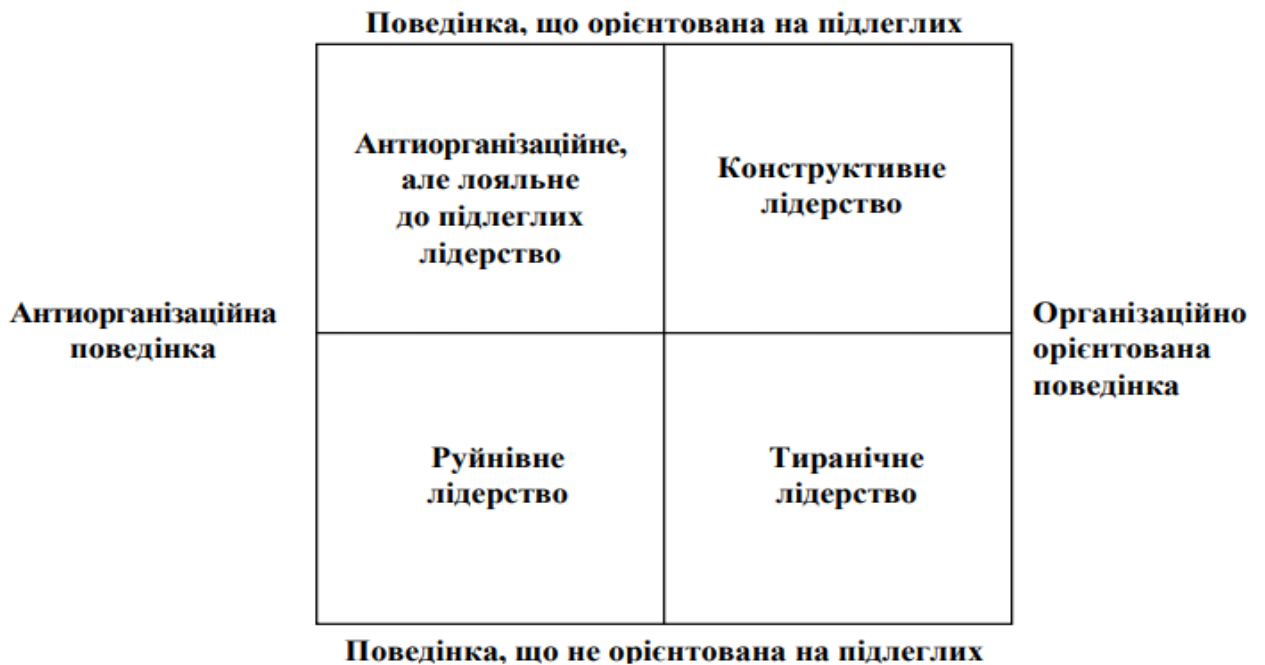 Поведінка, що орієнтована на підлеглих
Антиорганізаційне,
але лояльне
до підлеглих
лідерство
Конструктивне
лідерство
Антиорганізаційна
поведінка
Організаційно
орієнтована
поведінка
Руйнівне
лідерство
Тиранічне
лідерство
Поведінка, що не орієнтована на підлеглих